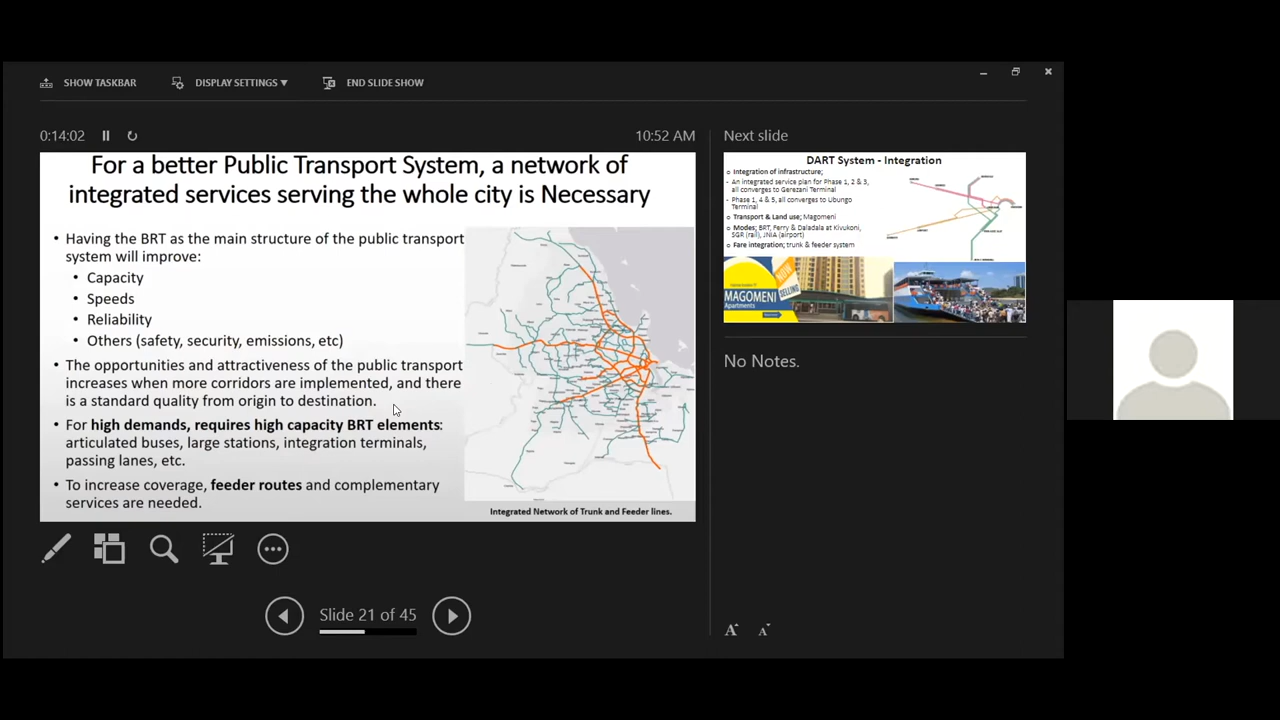 SHOW TASKBAR
DISPLAY SETTINGS ▼
END SLIDE SHOW
0:14:02
10:52 AM
For a better Public Transport System, a network of
integrated services serving the whole city is Necessary
• Having the BRT as the main structure of the public transport
system will improve:
• Capacity
• Speeds
• Reliability
• Others (safety, security, emissions, etc)
• The opportunities and attractiveness of the public transport
increases when more corridors are implemented, and there
is a standard quality from origin to destination.
• For high demands, requires high capacity BRT elements:
articulated buses, large stations, integration terminals,
passing lanes, etc.
• To increase coverage, feeder routes and complementary
services are needed.
Integrated Network of Trunk and Feeder lines.
Slide 21 of 45
Next slide
DART System - Integration
o Integration of infrastructure;
- An integrated service plan for Phase 1, 2 & 3,
all converges to Gerezani Terminal
- Phase 1, 4 & 5, all converges to Ubungo
Terminal
o Transport & Land use; Magomeni
o Modes; BRT, Ferry & Daladala at Kivukoni,
SGR (rail), JNIA (airport)
o Fare integration; trunk & feeder system
NOW
SELLING
MAGOMENI
Apartments
No Notes.
A
A